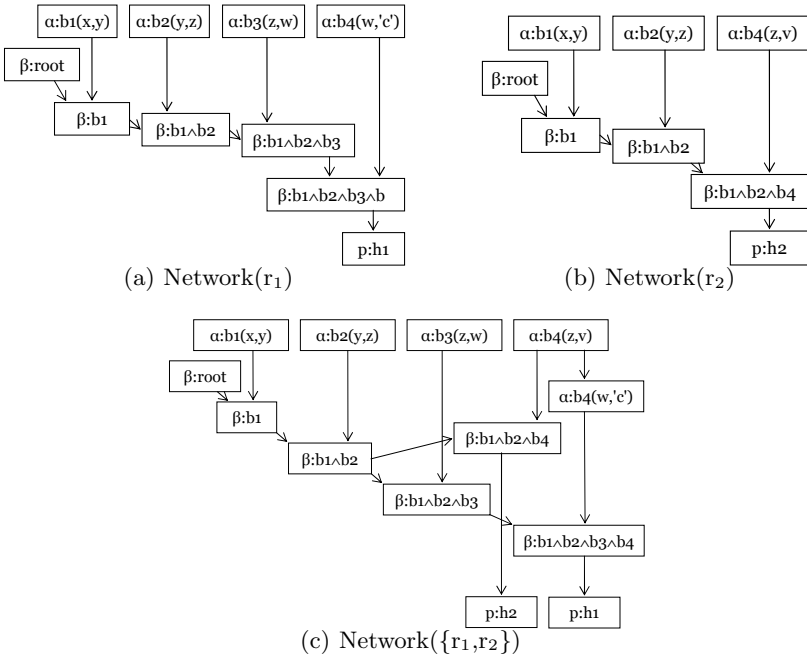 α:b1(x,y) α:b2(y,z) α:b3(z,w) α:b4(w,'c')
β:root
β:b1
β:b1∧b2
β:b1∧b2∧b3
β:b1∧b2∧b3∧b
p:h1
(a) Network(r₁)
α:b1(x,y) α:b2(y,z) α:b4(z,v)
β:root
β:b1
β:b1∧b2
β:b1∧b2∧b4
p:h2
(b) Network(r₂)
α:b1(x,y) α:b2(y,z) α:b3(z,w) α:b4(z,v)
β:root
α:b4(w,'c')
β:b1
β:b1∧b2∧b4
β:b1∧b2
β:b1∧b2∧b3
β:b1∧b2∧b3∧b4
p:h2 p:h1
(c) Network({r₁,r₂})